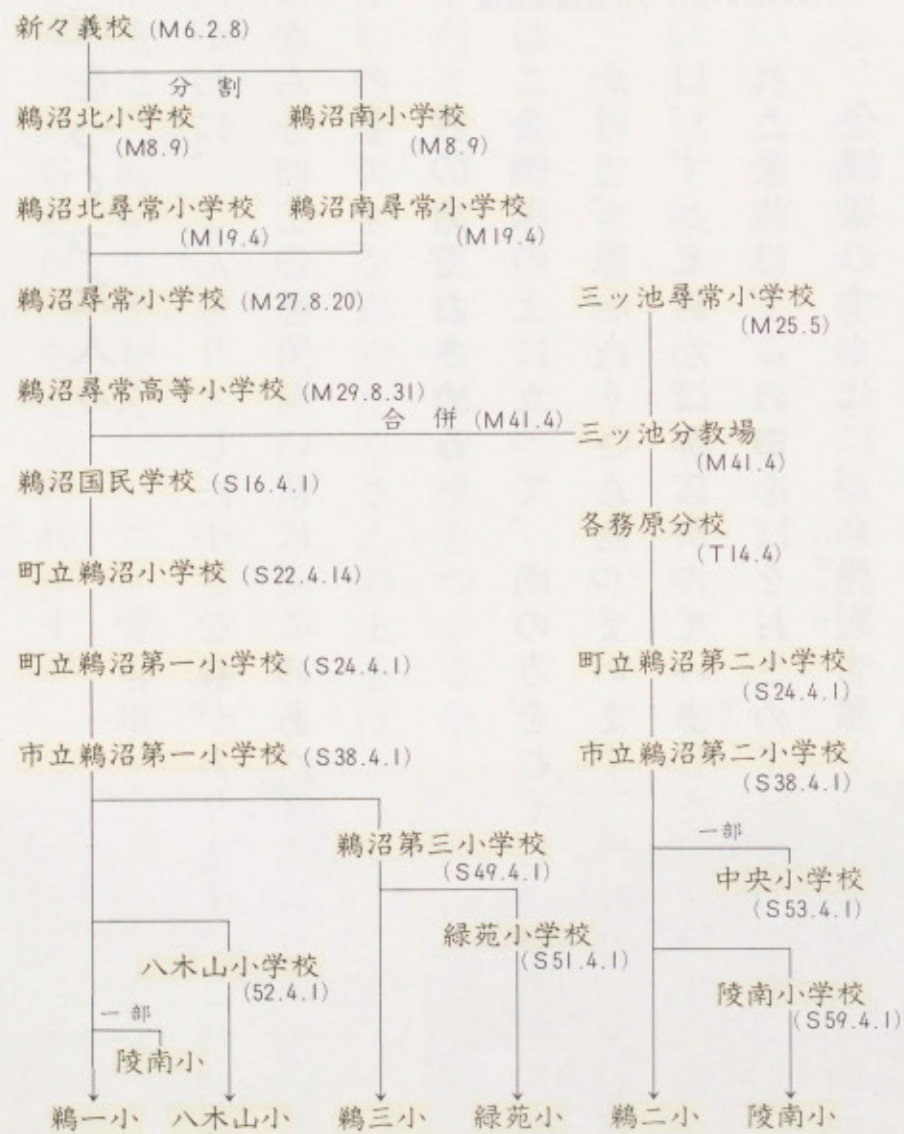 新々義校 (M6.2.8)
分割
鵜沼北小学校 鵜沼南小学校
(M8.9) (M8.9)
鵜沼北尋常小学校 鵜沼南尋常小学校
(M19.4) (M19.4)
鵜沼尋常小学校 (M27.8.20) 三ッ池尋常小学校
(M25.5)
鵜沼尋常高等小学校 (M29.8.31)
合併 (M41.4) 三ッ池分教場
(M41.4)
鵜沼国民学校 (S16.4.1)
各務原分校
(T14.4)
町立鵜沼小学校 (S22.4.14)
町立鵜沼第一小学校 (S24.4.1) 町立鵜沼第二小学校
(S24.4.1)
市立鵜沼第一小学校 (S38.4.1) 市立鵜沼第二小学校
(S38.4.1)
一部
鵜沼第三小学校
(S49.4.1)
中央小学校
(S53.4.1)
緑苑小学校
(S51.4.1)
八木山小学校
(52.4.1)
陵南小学校
(S59.4.1)
一部
陵南小
鵜一小 八木山小 鵜三小 緑苑小 鵜二小 陵南小